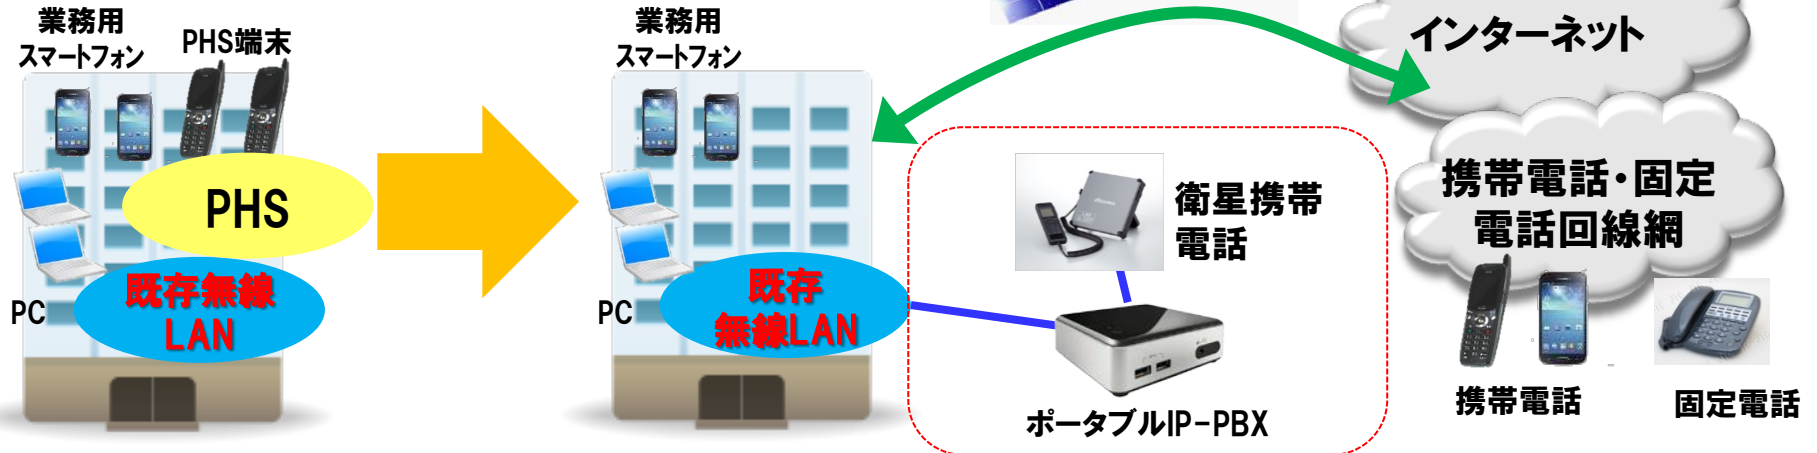 業務用
スマートフォン
PHS端末
PHS
既存無線
LAN
PC
業務用
スマートフォン
既存
無線LAN
PC
衛星携帯
電話
ポータブルIP-PBX
インターネット
携帯電話・固定
電話回線網
携帯電話
固定電話